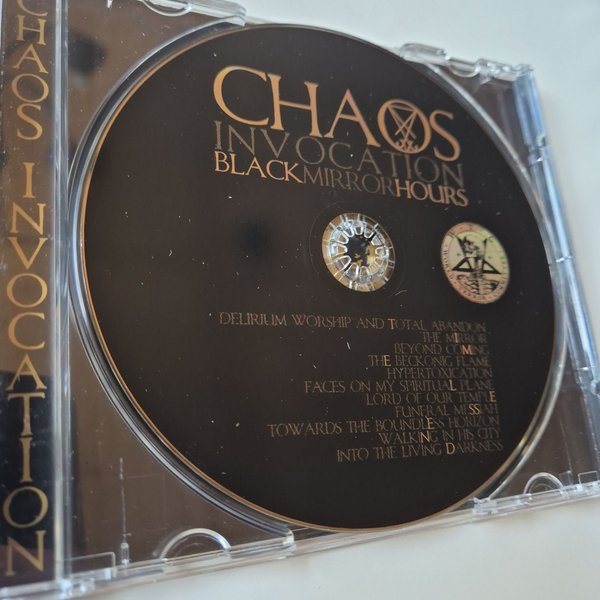 CHAOS INVOCATION
CHAOS
INVOCATION
BLACKMIRRORHOURS
DELIRIUM WORSHIP AND TOTAL ABANDON
THE MIRROR
BEYOND COMING
THE BECKONIG FLAME
HYPERTOXICATION
FACES ON MY SPIRITUAL PLANE
LORD OF OUR TEMPLE
FUNERAL MESSIAH
TOWARDS THE BOUNDLESS HORIZON
WALKING IN HIS CITY
INTO THE LIVING DARKNESS